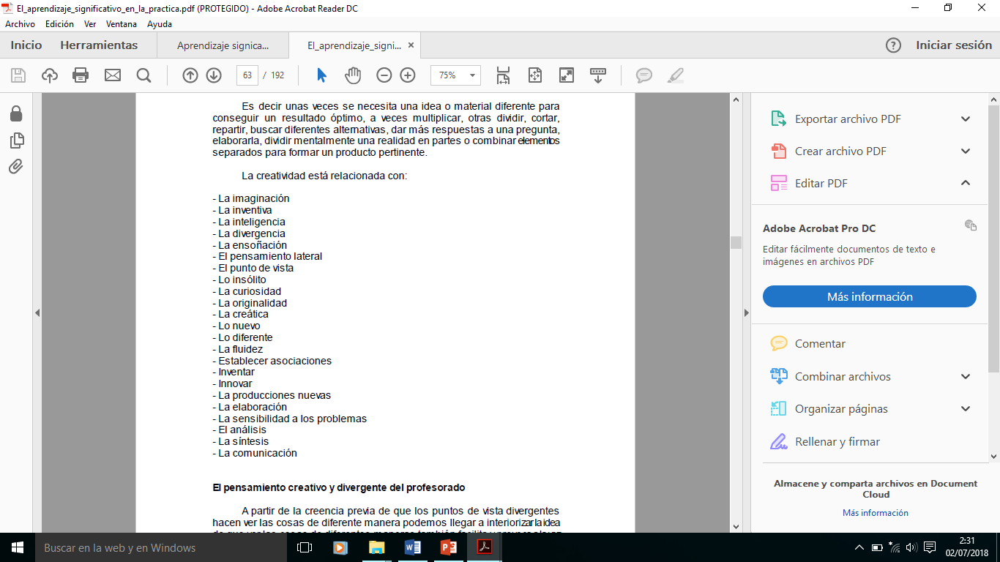 El_aprendizaje_significativo_en_la_practica.pdf (PROTEGIDO) - Adobe Acrobat Reader DC
Archivo Edición Ver Ventana Ayuda
Inicio Herramientas Aprendizaje signica... El_aprendizaje_signi... Iniciar sesión
63 / 192 75%
Es decir unas veces se necesita una idea o material diferente para
conseguir un resultado óptimo, a veces multiplicar, otras dividir, cortar,
repartir, buscar diferentes alternativas, dar más respuestas a una pregunta,
elaborarla, dividir mentalmente una realidad en partes o combinar elementos
separados para formar un producto pertinente.
La creatividad está relacionada con:
- La imaginación
- La inventiva
- La inteligencia
- La divergencia
- La ensoñación
- El pensamiento lateral
- El punto de vista
- Lo insólito
- La curiosidad
- La originalidad
- La creática
- Lo nuevo
- Lo diferente
- La fluidez
- Establecer asociaciones
- Inventar
- Innovar
- La producciones nuevas
- La elaboración
- La sensibilidad a los problemas
- El análisis
- La síntesis
- La comunicación
El pensamiento creativo y divergente del profesorado
A partir de la creencia previa de que los puntos de vista divergentes
hacen ver las cosas de diferente manera podemos llegar a interiorizar la idea
Exportar archivo PDF
Crear archivo PDF
Editar PDF
Adobe Acrobat Pro DC
Editar fácilmente documentos de texto e
imágenes en archivos PDF
Más información
Comentar
Combinar archivos
Organizar páginas
Rellenar y firmar
Almacene y comparta archivos en Document
Cloud
Más información
Buscar en la web y en Windows
2:31
02/07/2018